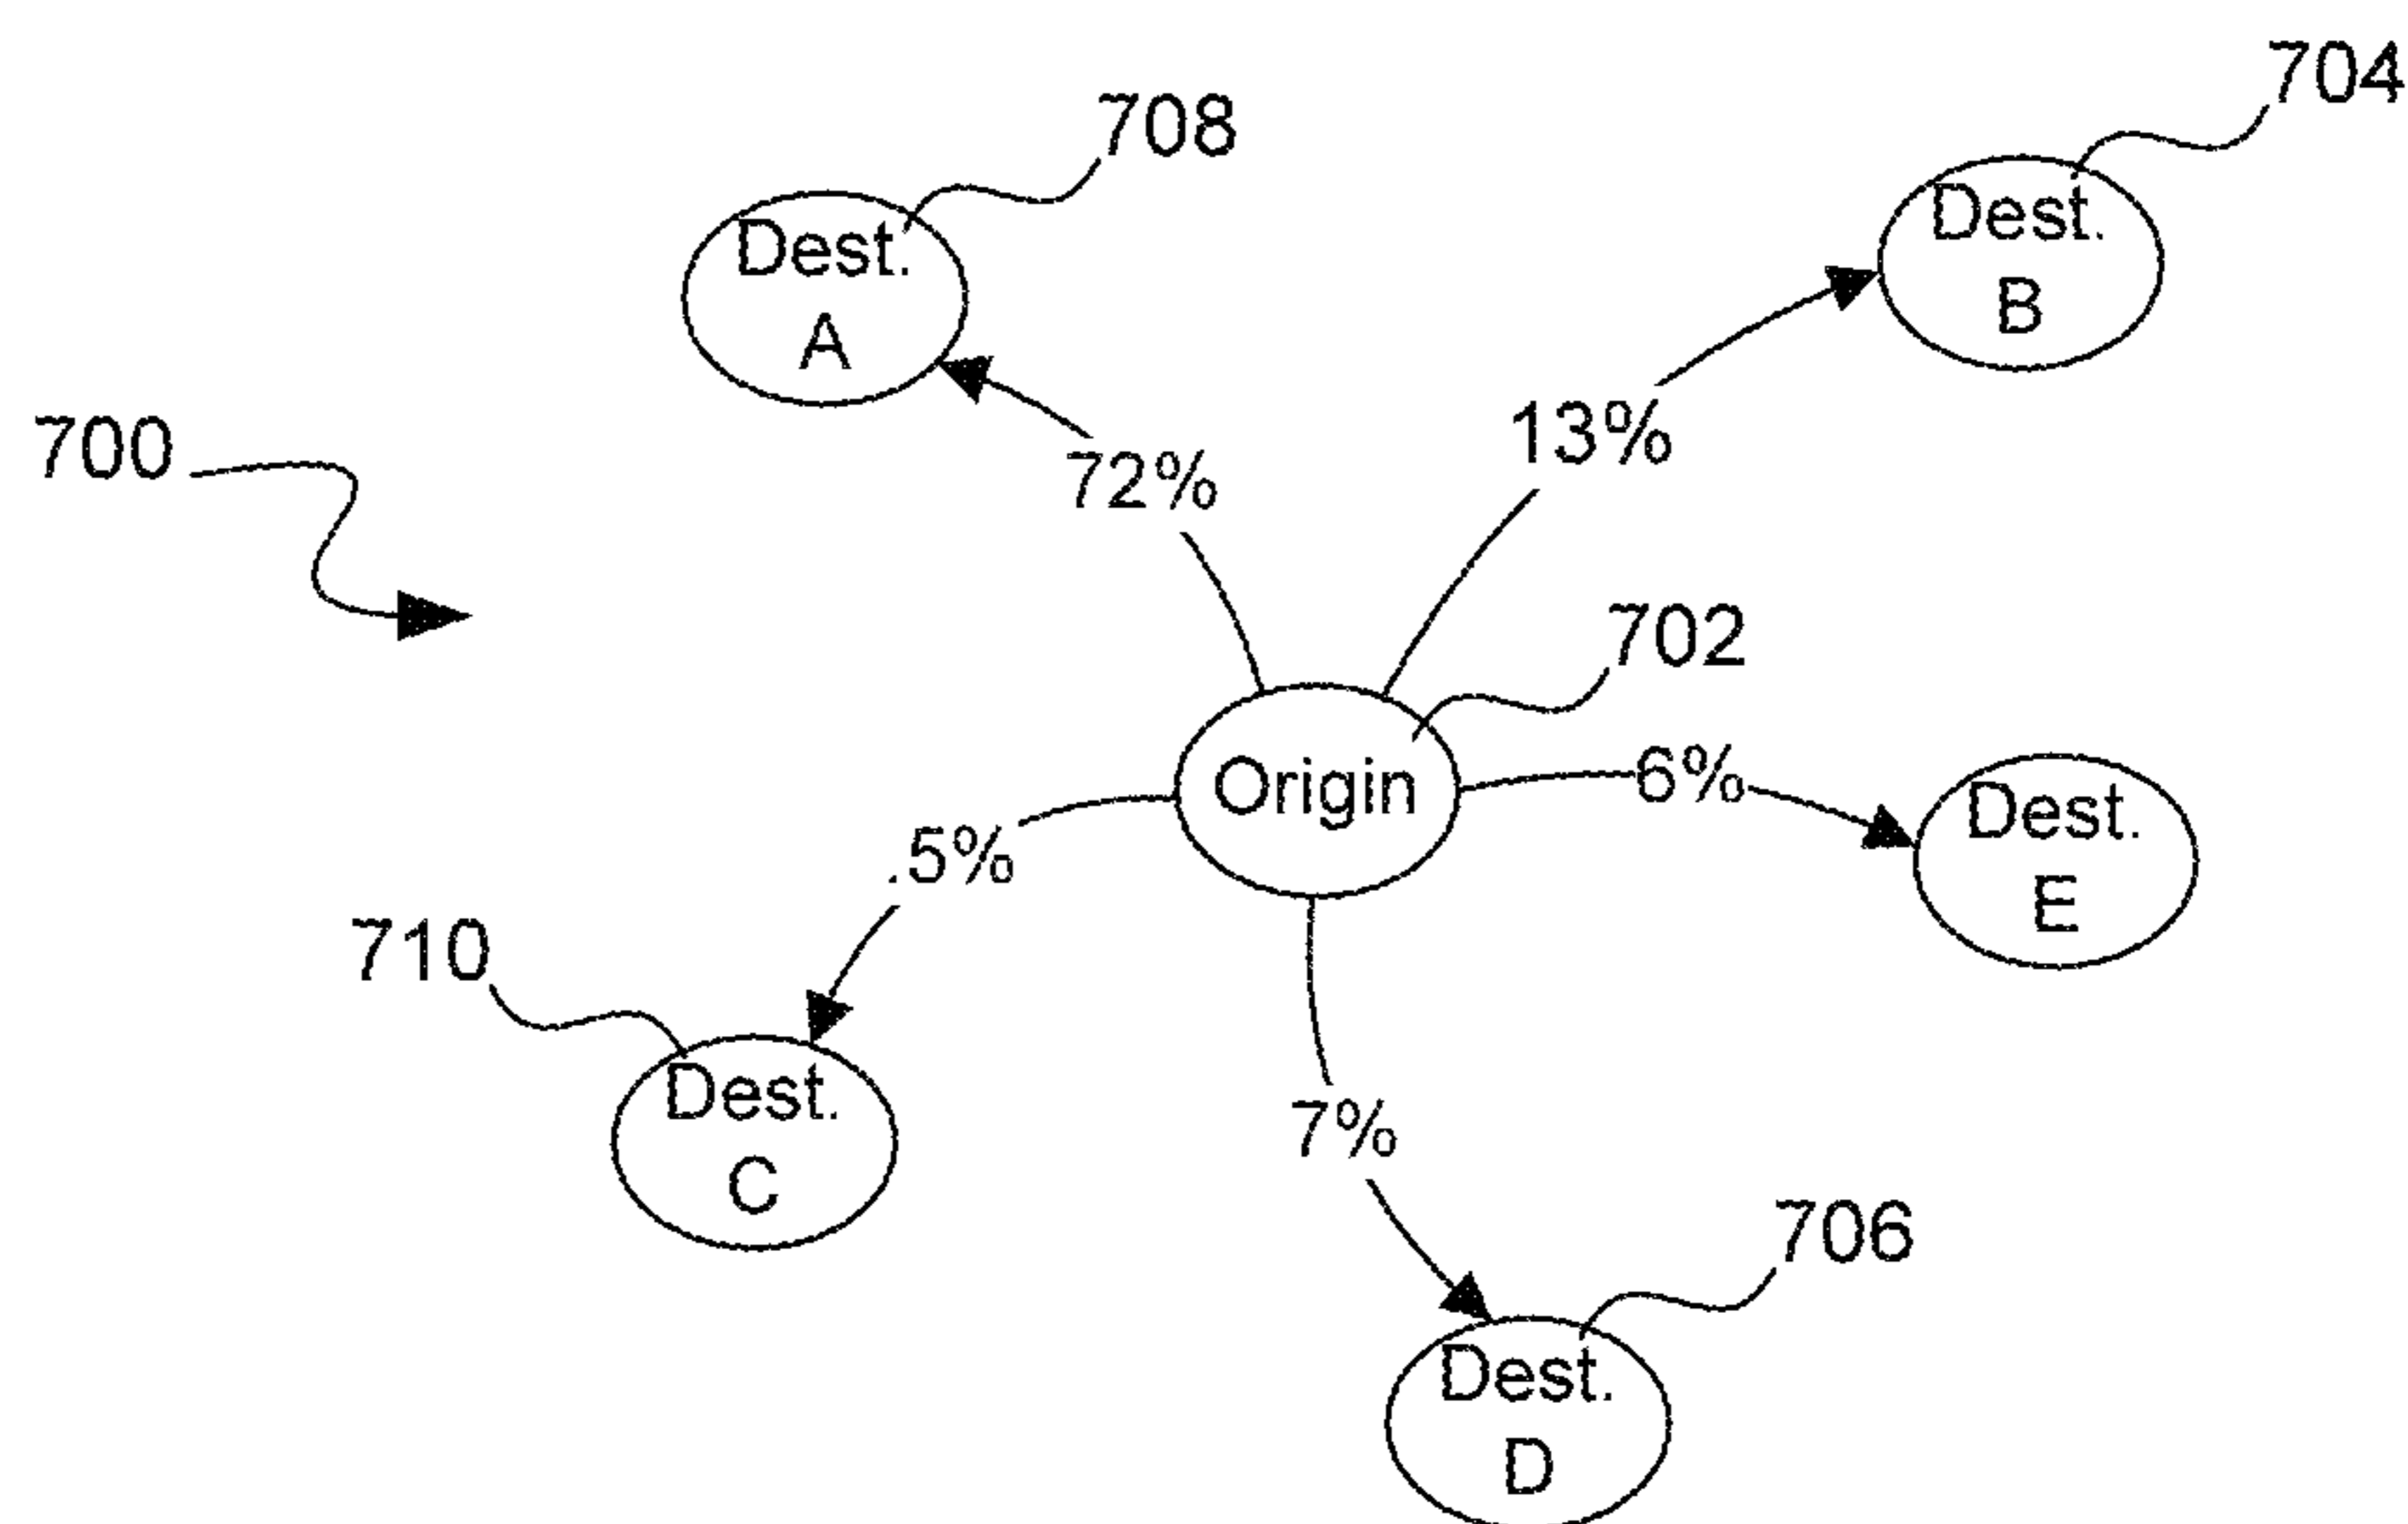 704
708
Dest.
B
Dest.
A
13%
700
72%
702
6%
Origin
Dest.
E
.5%
710
Dest.
C
7%
706
Dest.
D